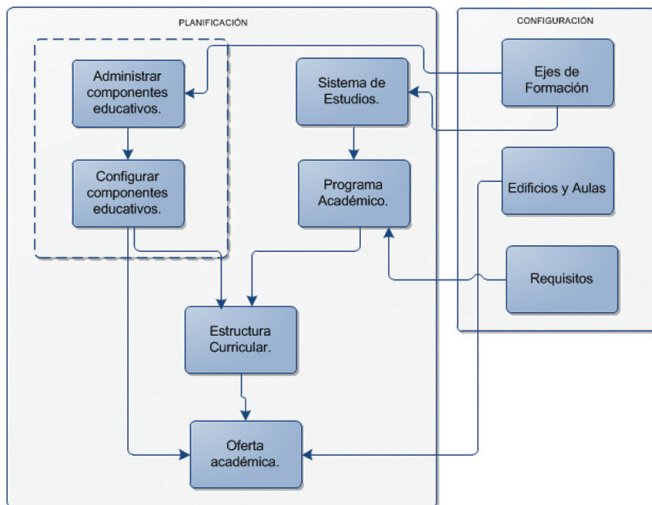 PLANIFICACIÓN
Administrar
componentes
educativos.
Sistema de
Estudios.
Configurar
componentes
educativos.
Programa
Académico.
Estructura
Curricular.
Oferta
académica.
CONFIGURACIÓN
Ejes de
Formación
Edificios y Aulas
Requisitos